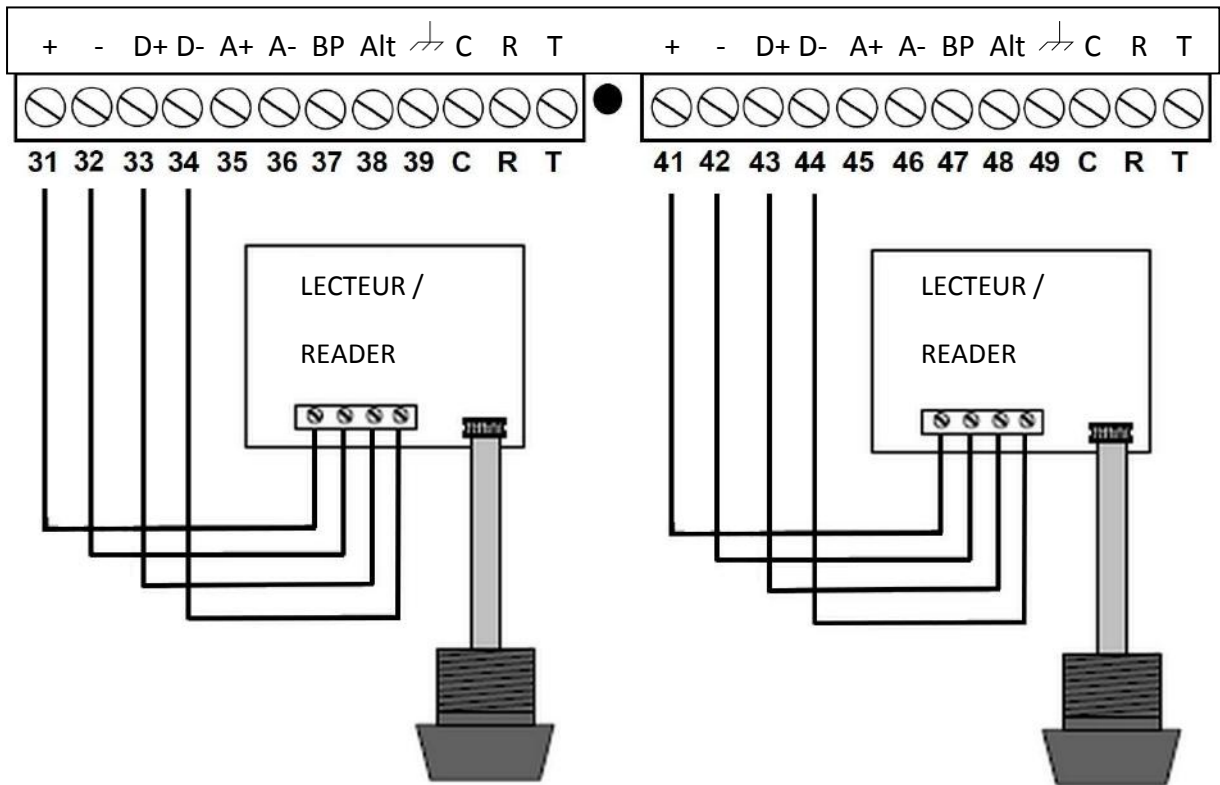 + - D+ D- A+ A- BP Alt C R T + - D+ D- A+ A- BP Alt C R T
31 32 33 34 35 36 37 38 39 C R T 41 42 43 44 45 46 47 48 49 C R T
LECTEUR /
READER
LECTEUR /
READER